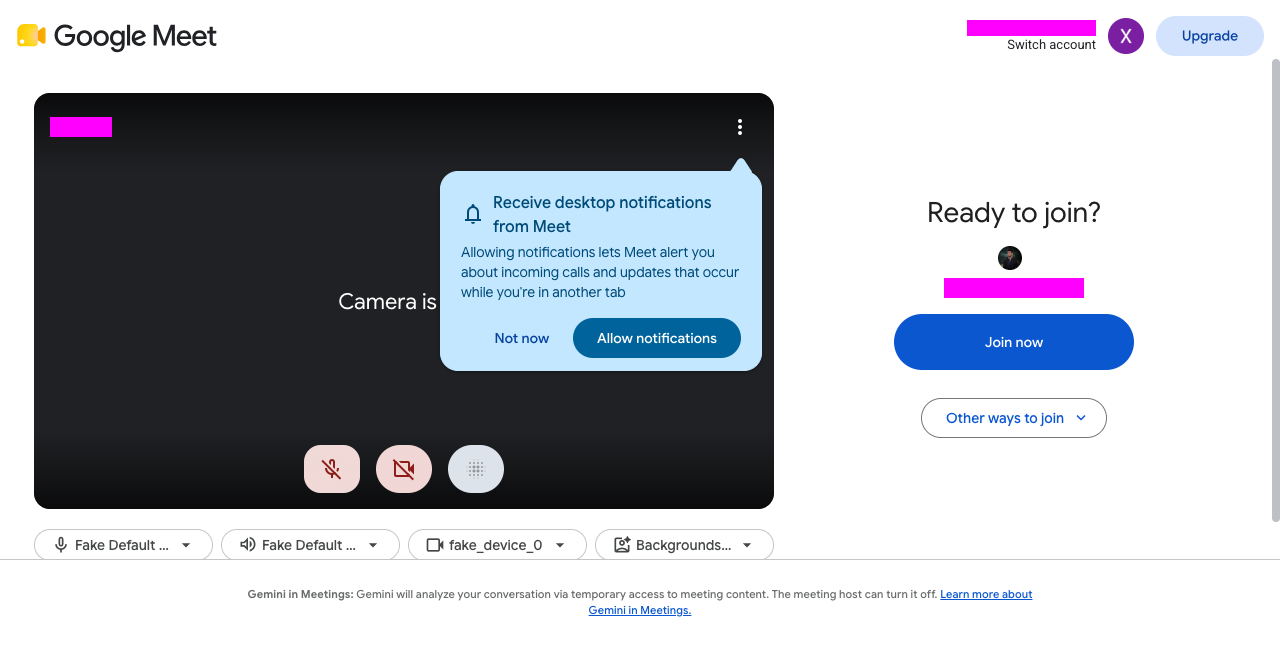 Google Meet
Switch account
X
Upgrade
Receive desktop notifications
from Meet
Allowing notifications lets Meet alert you
about incoming calls and updates that occur
while you're in another tab
Not now
Allow notifications
Camera is
Ready to join?
Join now
Other ways to join
Fake Default ...
Fake Default ...
fake_device_0
Backgrounds...
Gemini in Meetings: Gemini will analyze your conversation via temporary access to meeting content. The meeting host can turn it off. Learn more about
Gemini in Meetings.